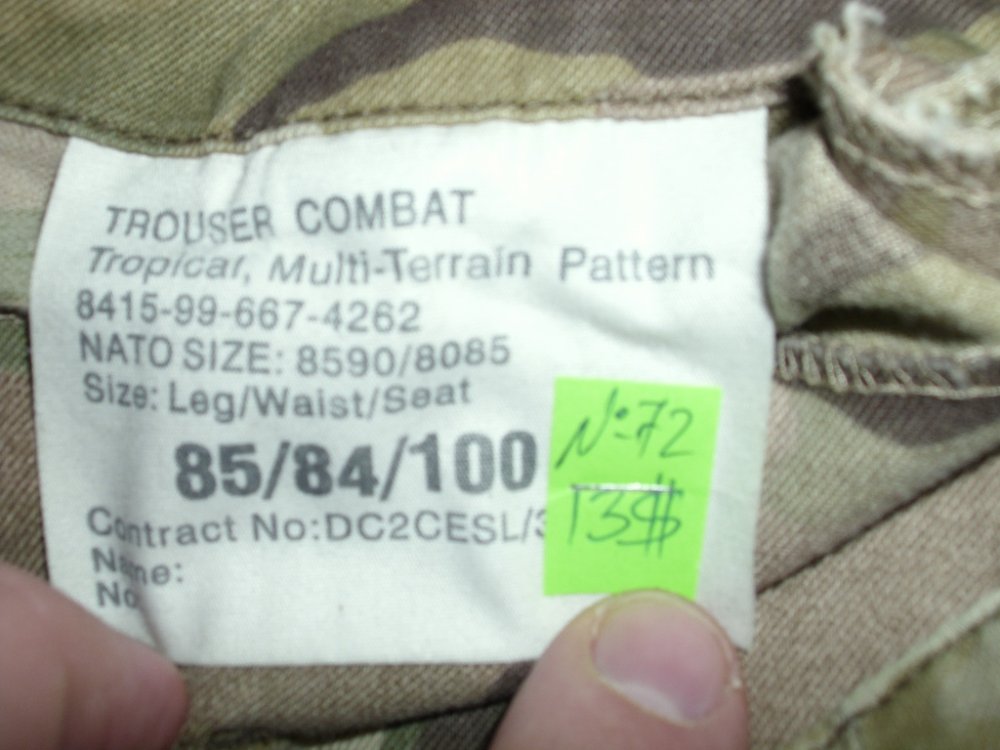 TROUSER COMBAT
Tropical, Multi-Terrain Pattern
8415-99-667-4262
NATO SIZE: 8590/8085
Size: Leg/Waist/Seat
85/84/100
Contract No:DC2CESL/3
Name:
No
№72
13$